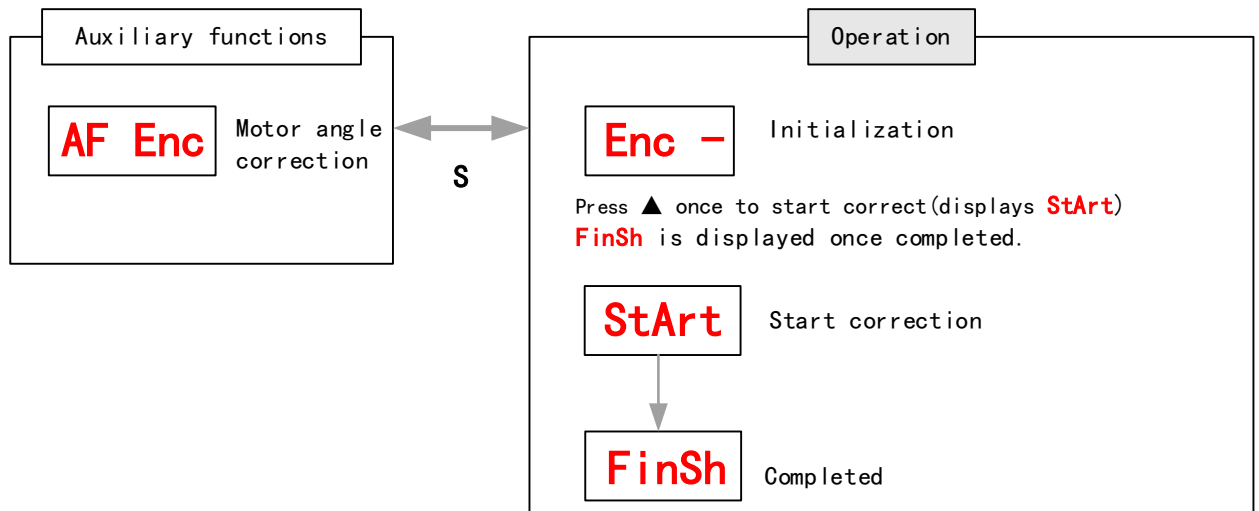 Auxiliary functions
AF Enc
Motor angle
correction
S
Operation
Enc -
Initialization
Press ▲ once to start correct(displays StArt)
FinSh is displayed once completed.
StArt
Start correction
FinSh
Completed